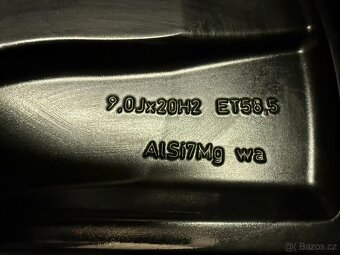 9.0Jx20H2 ET58,5
AlSi7Mg wa
© Bazos.cz